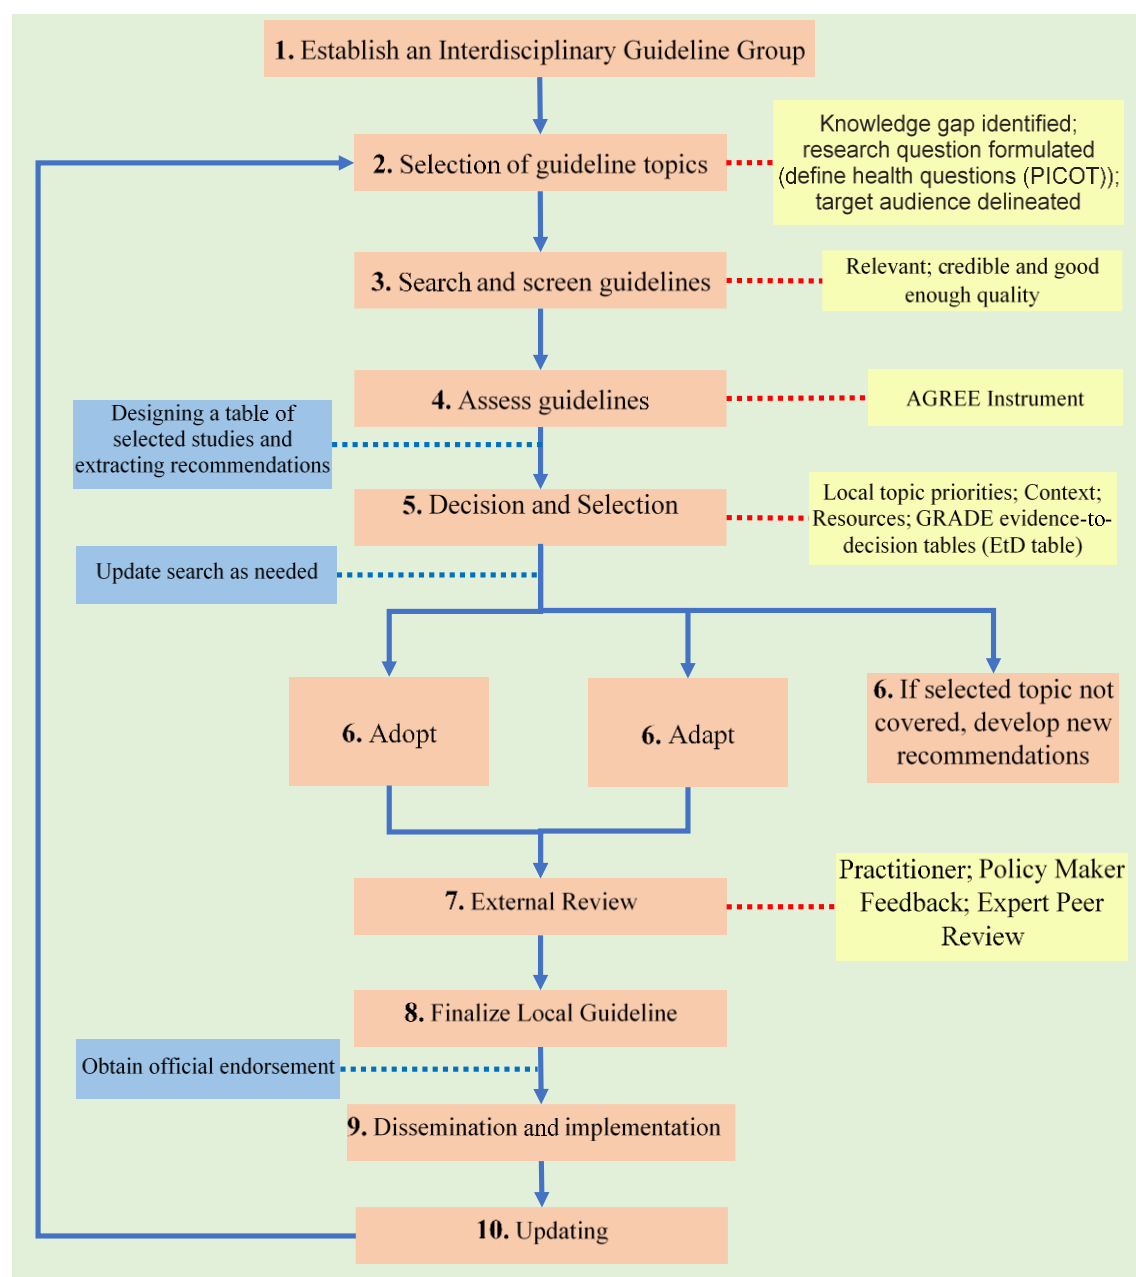 1. Establish an Interdisciplinary Guideline Group
2. Selection of guideline topics
Knowledge gap identified;
research question formulated
(define health questions (PICOT));
target audience delineated
3. Search and screen guidelines
Relevant; credible and good
enough quality
4. Assess guidelines
AGREE Instrument
Designing a table of
selected studies and
extracting recommendations
5. Decision and Selection
Local topic priorities; Context;
Resources; GRADE evidence-to-
decision tables (EtD table)
Update search as needed
6. Adopt
6. Adapt
6. If selected topic not
covered, develop new
recommendations
7. External Review
Practitioner; Policy Maker
Feedback; Expert Peer
Review
8. Finalize Local Guideline
Obtain official endorsement
9. Dissemination and implementation
10. Updating